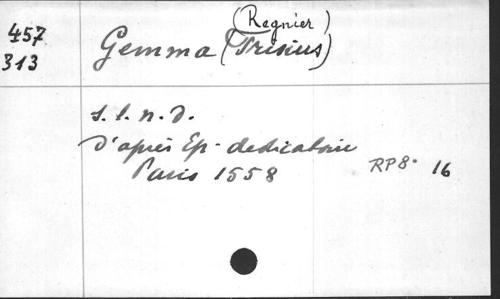 457
313
(Regnier)
Gemma (Frisius)
s. l. n. d.
D'après Ep. dedicatoire
Paris 1558
RP8. 16